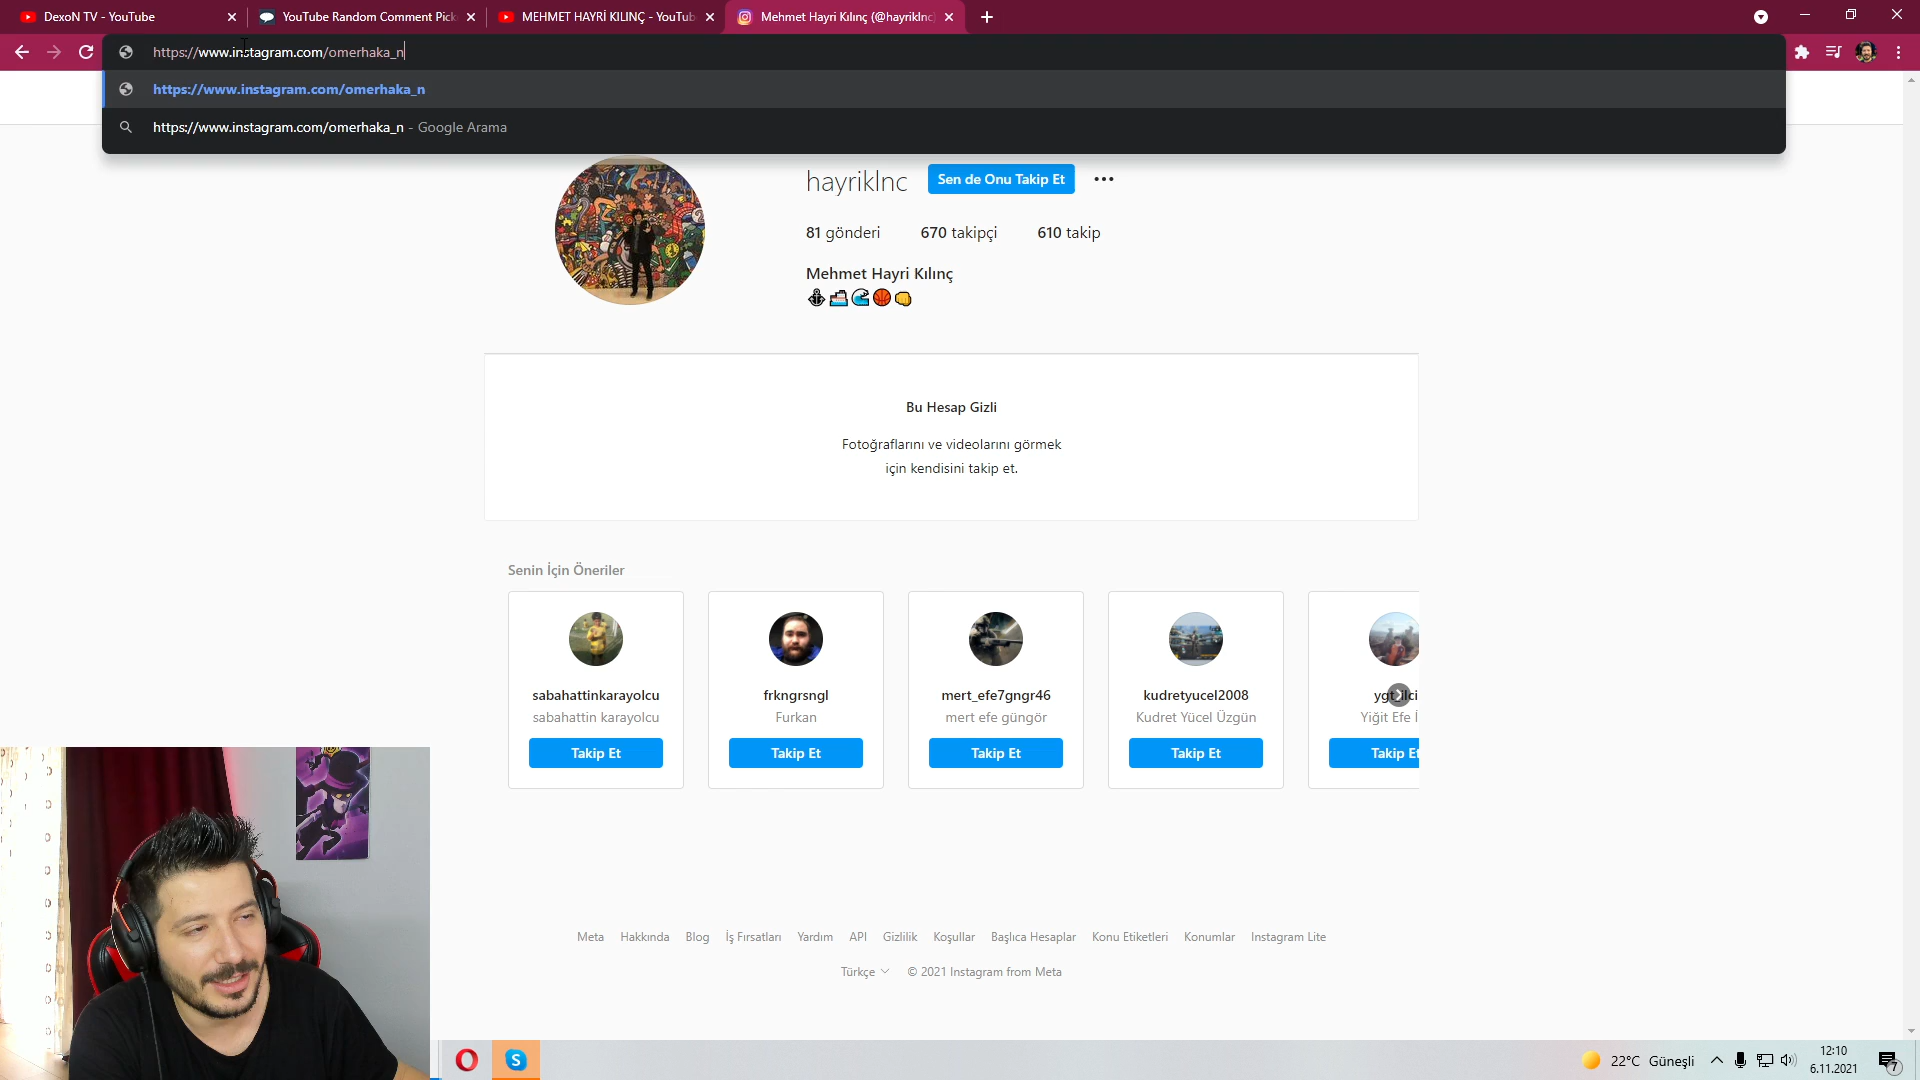 DexoN TV - YouTube
YouTube Random Comment Pick
MEHMET HAYRİ KILINÇ - YouTub
Mehmet Hayri Kılınç (@hayriklnc)
https://www.instagram.com/omerhaka_n
https://www.instagram.com/omerhaka_n
https://www.instagram.com/omerhaka_n - Google Arama
hayriklnc
Sen de Onu Takip Et
81 gönderi 670 takipçi 610 takip
Mehmet Hayri Kılınç
Bu Hesap Gizli
Fotoğraflarını ve videolarını görmek
için kendisini takip et.
Senin İçin Öneriler
sabahattinkarayolcu
sabahattin karayolcu
Takip Et
frkngrsngl
Furkan
Takip Et
mert_efe7gngr46
mert efe güngör
Takip Et
kudretyucel2008
Kudret Yücel Üzgün
Takip Et
Yiğit Efe İ
Takip Et
Meta Hakkında Blog İş Fırsatları Yardım API Gizlilik Koşullar Başlıca Hesaplar Konu Etiketleri Konumlar Instagram Lite
Türkçe © 2021 Instagram from Meta
22°C Güneşli
12:10
6.11.2021
7